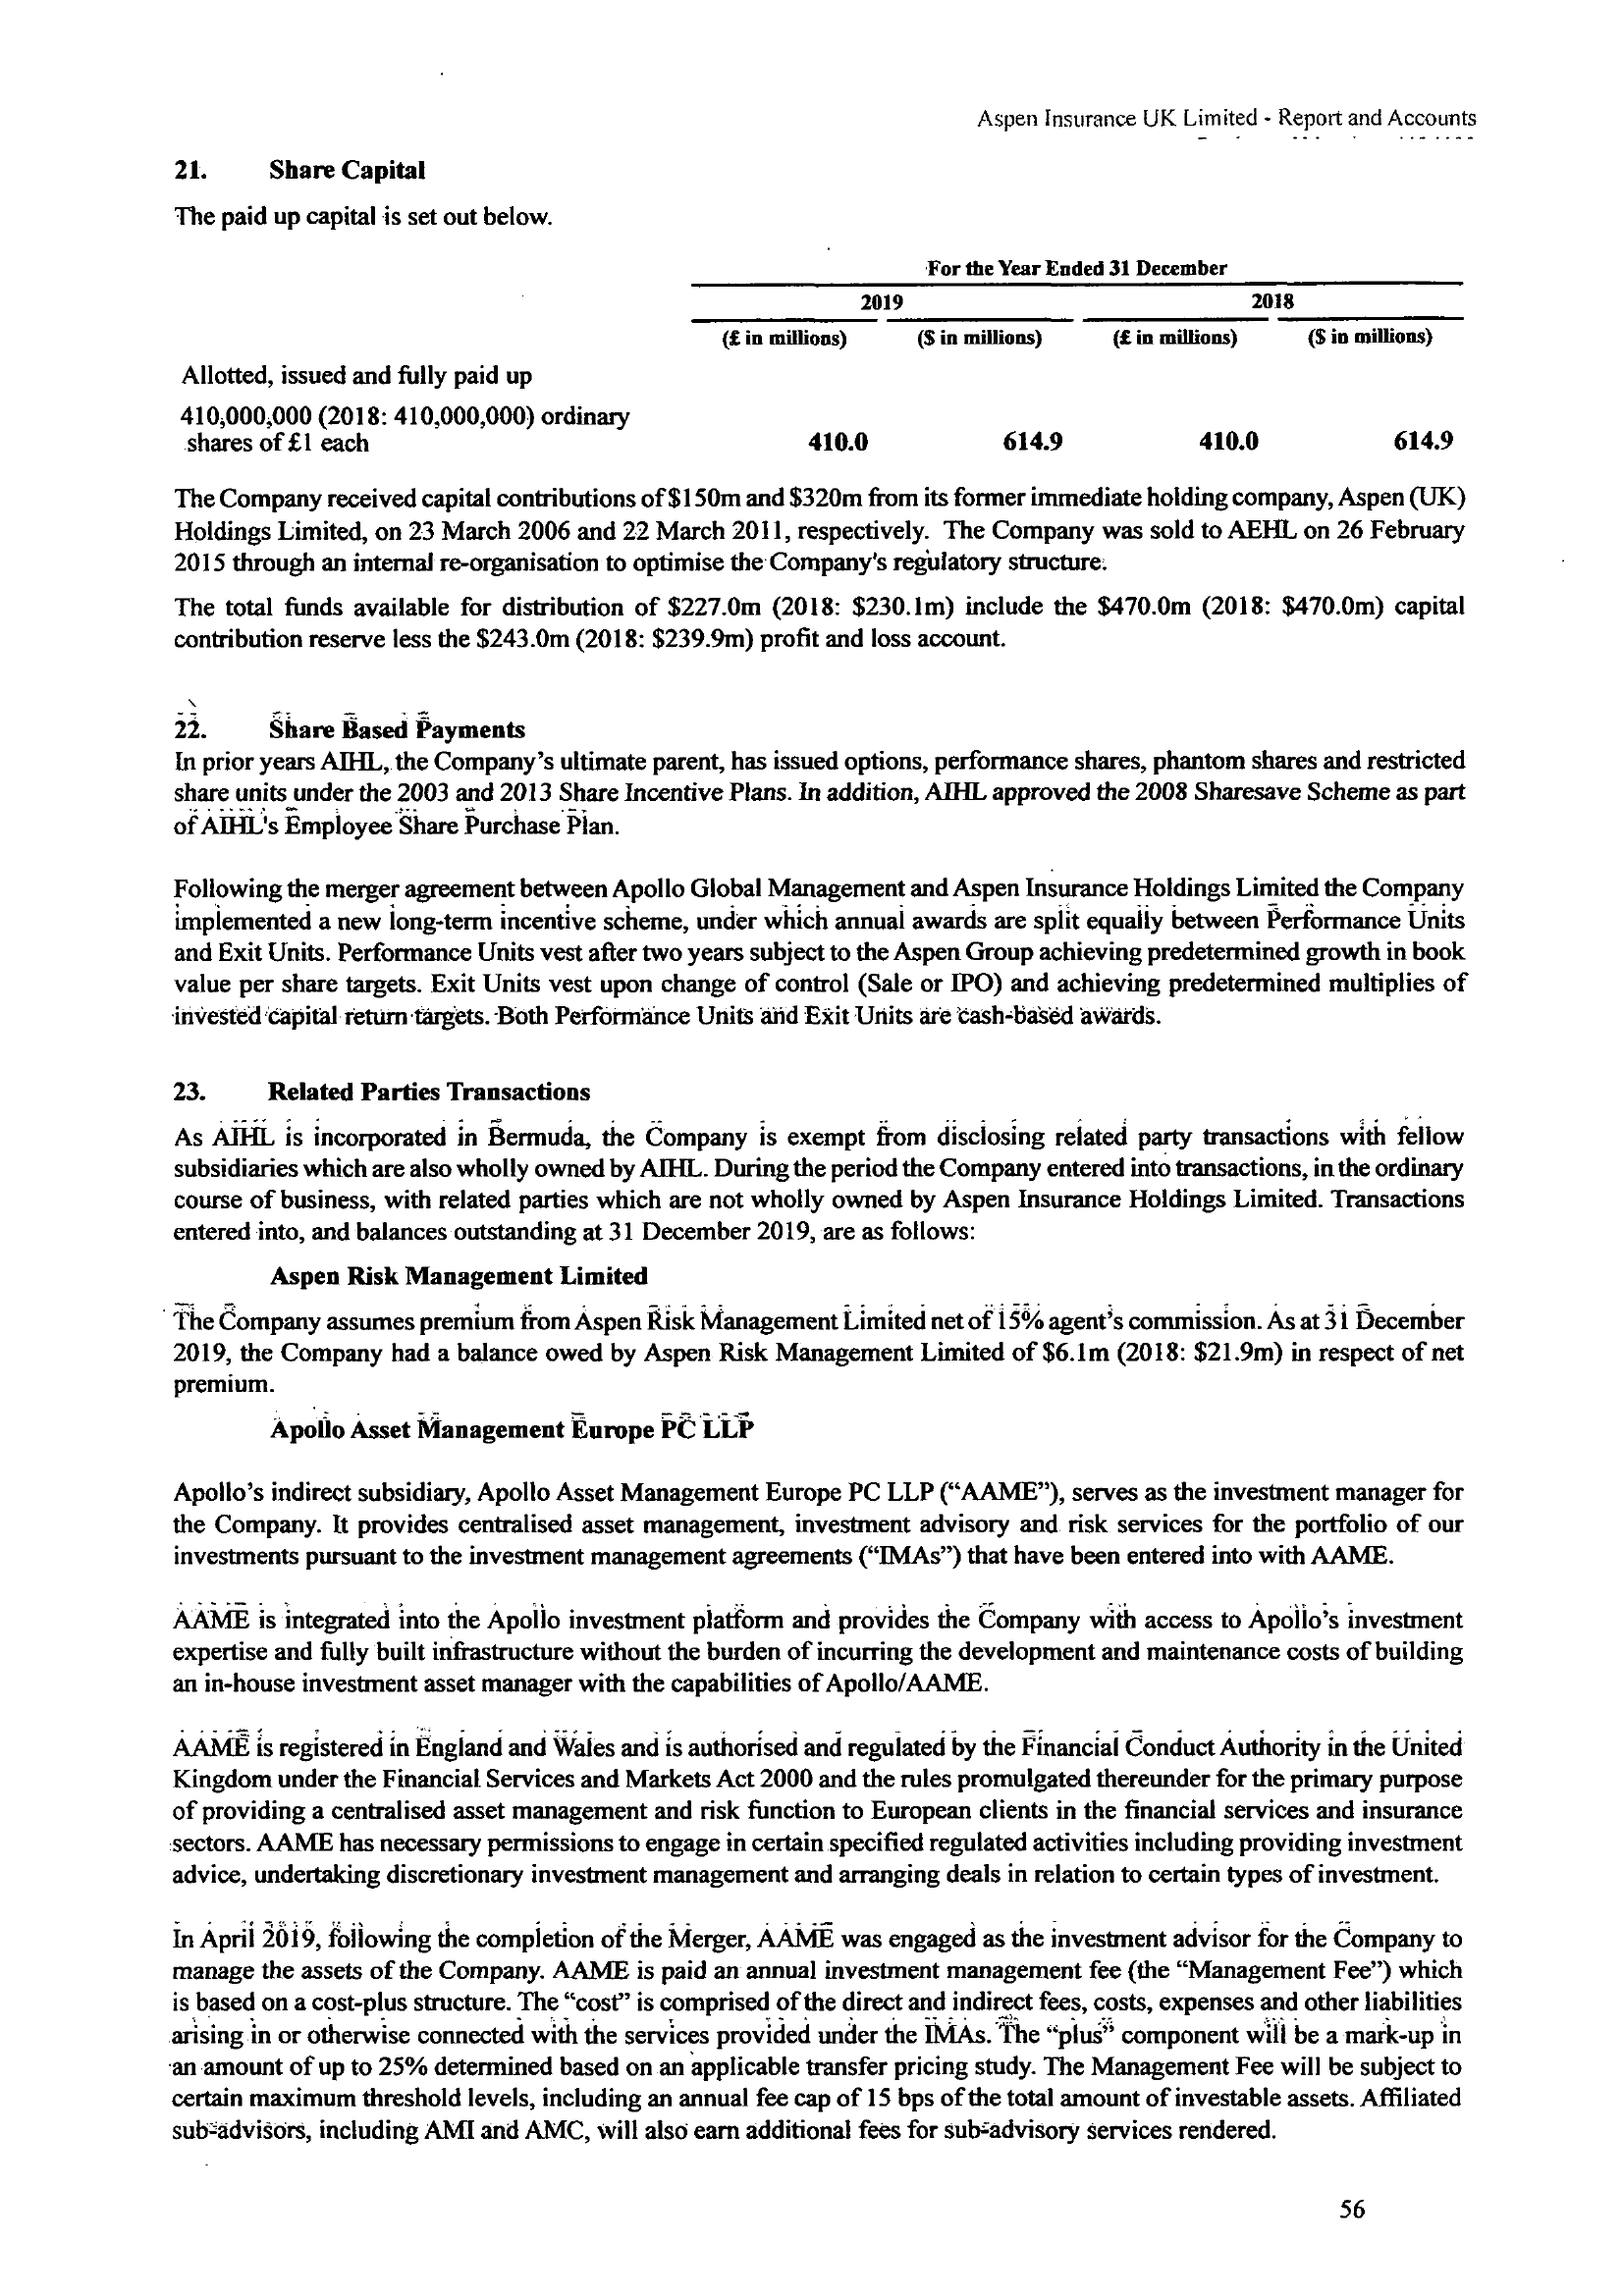 Aspen Insurance UK Limited - Report and Accounts
21. Share Capital
The paid up capital is set out below.
For the Year Ended 31 December
2019 2018
(£ in millions) ($ in millions) (£ in millions) ($ in millions)
Allotted, issued and fully paid up
410,000,000 (2018: 410,000,000) ordinary
shares of £1 each 410.0 614.9 410.0 614.9
The Company received capital contributions of $150m and $320m from its former immediate holding company, Aspen (UK)
Holdings Limited, on 23 March 2006 and 22 March 2011, respectively. The Company was sold to AEHL on 26 February
2015 through an internal re-organisation to optimise the Company's regulatory structure.
The total funds available for distribution of $227.0m (2018: $230.1m) include the $470.0m (2018: $470.0m) capital
contribution reserve less the $243.0m (2018: $239.9m) profit and loss account.
22. Share Based Payments
In prior years AIHL, the Company's ultimate parent, has issued options, performance shares, phantom shares and restricted
share units under the 2003 and 2013 Share Incentive Plans. In addition, AIHL approved the 2008 Sharesave Scheme as part
of AIHL's Employee Share Purchase Plan.
Following the merger agreement between Apollo Global Management and Aspen Insurance Holdings Limited the Company
implemented a new long-term incentive scheme, under which annual awards are split equally between Performance Units
and Exit Units. Performance Units vest after two years subject to the Aspen Group achieving predetermined growth in book
value per share targets. Exit Units vest upon change of control (Sale or IPO) and achieving predetermined multiplies of
invested capital return targets. Both Performance Units and Exit Units are cash-based awards.
23. Related Parties Transactions
As AIHL is incorporated in Bermuda, the Company is exempt from disclosing related party transactions with fellow
subsidiaries which are also wholly owned by AIHL. During the period the Company entered into transactions, in the ordinary
course of business, with related parties which are not wholly owned by Aspen Insurance Holdings Limited. Transactions
entered into, and balances outstanding at 31 December 2019, are as follows:
Aspen Risk Management Limited
The Company assumes premium from Aspen Risk Management Limited net of 15% agent's commission. As at 31 December
2019, the Company had a balance owed by Aspen Risk Management Limited of $6.1m (2018: $21.9m) in respect of net
premium.
Apollo Asset Management Europe PC LLP
Apollo's indirect subsidiary, Apollo Asset Management Europe PC LLP (“AAME”), serves as the investment manager for
the Company. It provides centralised asset management, investment advisory and risk services for the portfolio of our
investments pursuant to the investment management agreements (“IMAs”) that have been entered into with AAME.
AAME is integrated into the Apollo investment platform and provides the Company with access to Apollo's investment
expertise and fully built infrastructure without the burden of incurring the development and maintenance costs of building
an in-house investment asset manager with the capabilities of Apollo/AAME.
AAME is registered in England and Wales and is authorised and regulated by the Financial Conduct Authority in the United
Kingdom under the Financial Services and Markets Act 2000 and the rules promulgated thereunder for the primary purpose
of providing a centralised asset management and risk function to European clients in the financial services and insurance
sectors. AAME has necessary permissions to engage in certain specified regulated activities including providing investment
advice, undertaking discretionary investment management and arranging deals in relation to certain types of investment.
In April 2019, following the completion of the Merger, AAME was engaged as the investment advisor for the Company to
manage the assets of the Company. AAME is paid an annual investment management fee (the “Management Fee”) which
is based on a cost-plus structure. The “cost” is comprised of the direct and indirect fees, costs, expenses and other liabilities
arising in or otherwise connected with the services provided under the IMAs. The “plus” component will be a mark-up in
an amount of up to 25% determined based on an applicable transfer pricing study. The Management Fee will be subject to
certain maximum threshold levels, including an annual fee cap of 15 bps of the total amount of investable assets. Affiliated
sub-advisors, including AMI and AMC, will also earn additional fees for sub-advisory services rendered.
56